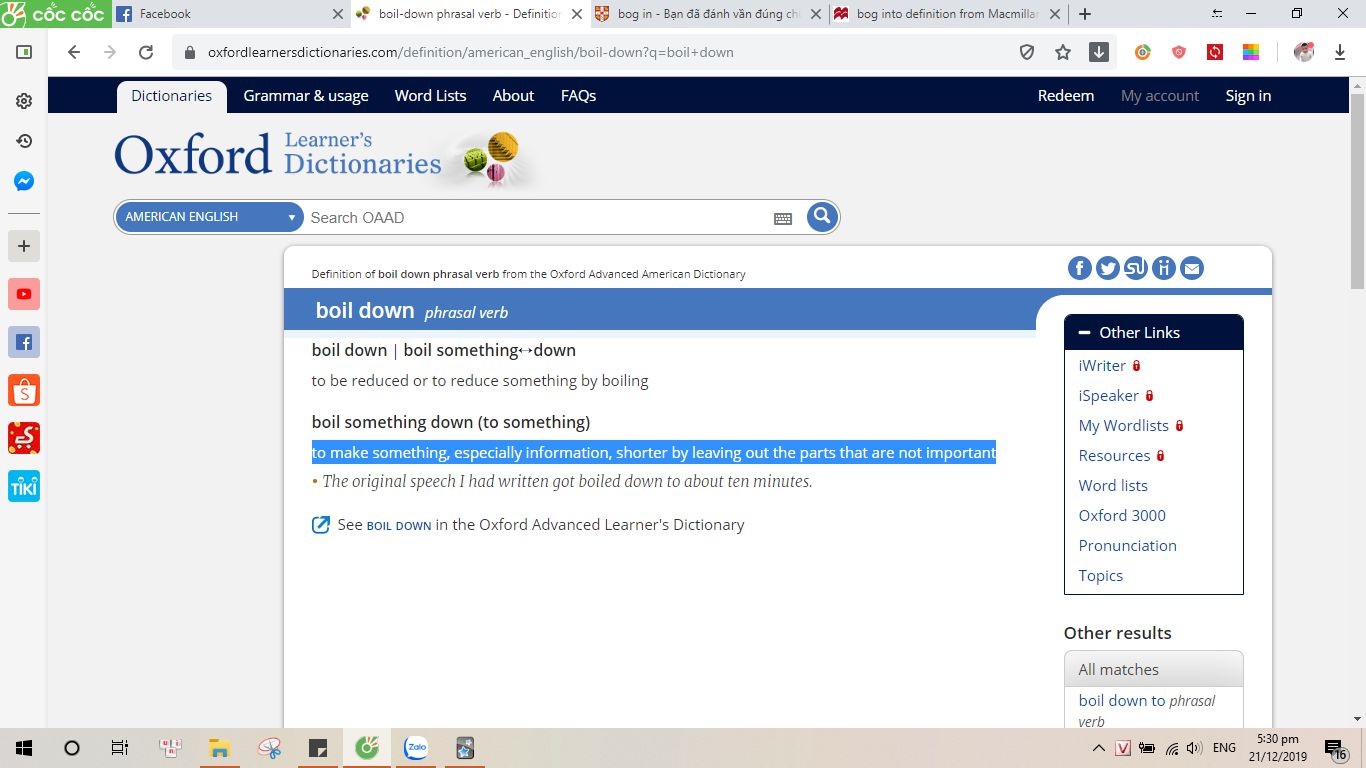 cốc cốc
Facebook
boil-down phrasal verb - Definition
bog in - Bạn đã đánh vần đúng ch
bog into definition from Macmillan
oxfordlearnersdictionaries.com/definition/american_english/boil-down?q=boil+down
Dictionaries Grammar & usage Word Lists About FAQs Redeem My account Sign in
Oxford Learner's Dictionaries
AMERICAN ENGLISH Search OAAD
Definition of boil down phrasal verb from the Oxford Advanced American Dictionary
boil down phrasal verb
boil down | boil something↔down
to be reduced or to reduce something by boiling
boil something down (to something)
to make something, especially information, shorter by leaving out the parts that are not important
• The original speech I had written got boiled down to about ten minutes.
See BOIL DOWN in the Oxford Advanced Learner's Dictionary
Other Links
iWriter
iSpeaker
My Wordlists
Resources
Word lists
Oxford 3000
Pronunciation
Topics
Other results
All matches
boil down to phrasal
verb
TIKI
Zalo
V
ENG
5:30 pm
21/12/2019
16